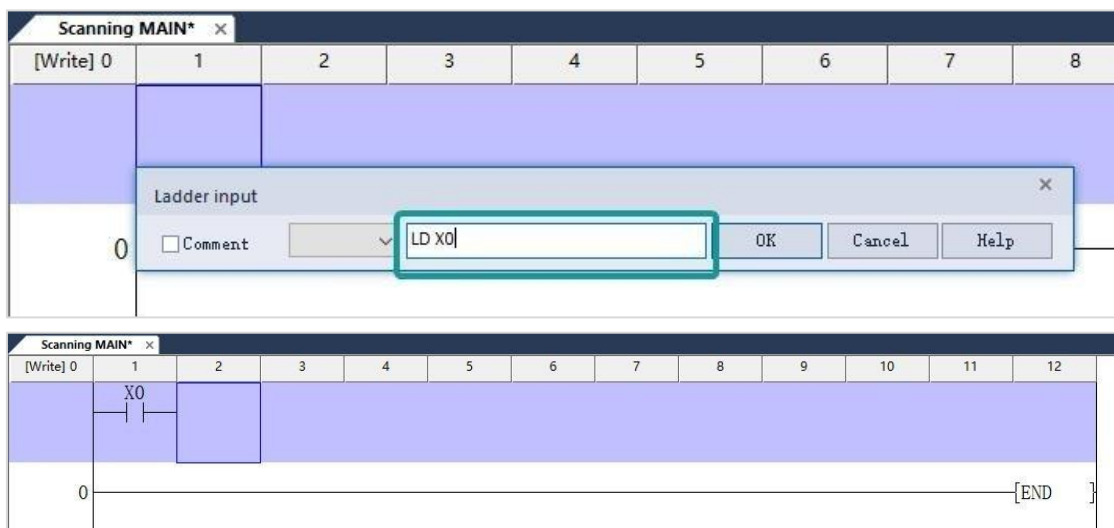 Scanning MAIN* ×
[Write] 0 1 2 3 4 5 6 7 8
Ladder input ×
Comment LD X0 OK Cancel Help
0
Scanning MAIN* ×
[Write] 0 1 2 3 4 5 6 7 8 9 10 11 12
X0
0 [END ]